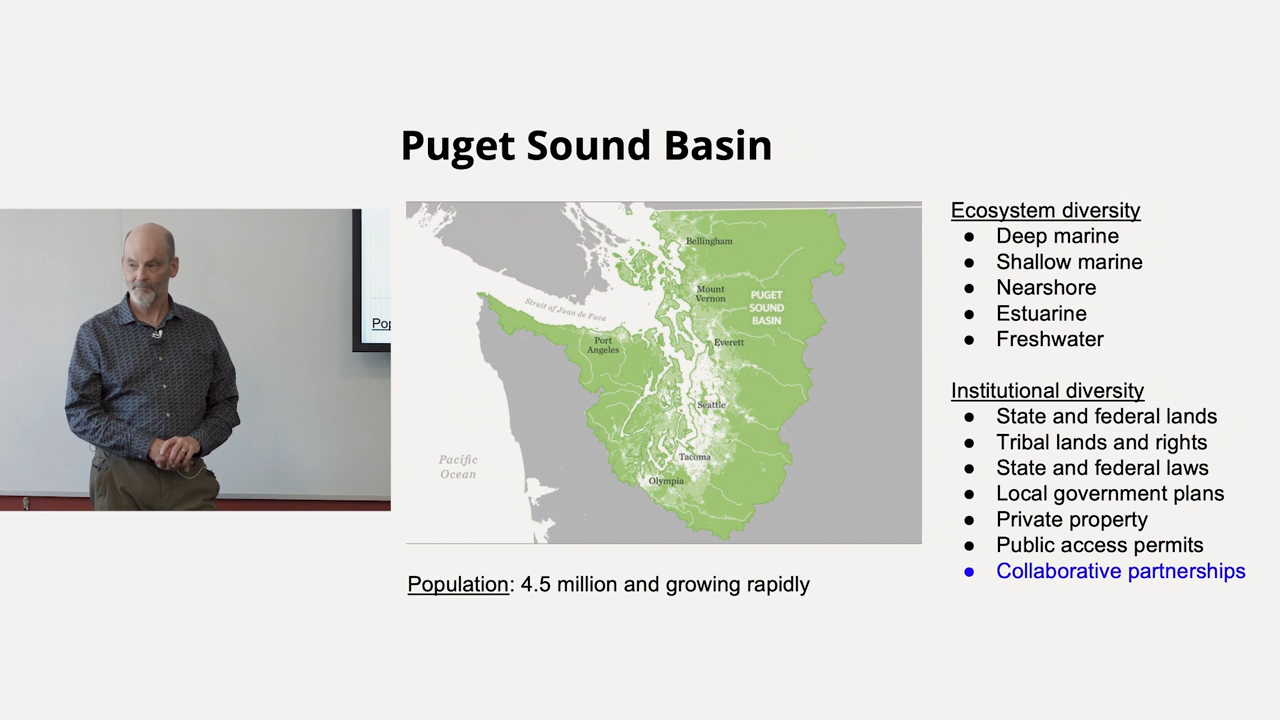 Puget Sound Basin
Pop
Bellingham
Mount
Vernon
PUGET
SOUND
BASIN
Strait of Juan de Fuca
Port
Angeles
Everett
Seattle
Tacoma
Olympia
Pacific
Ocean
Population: 4.5 million and growing rapidly
Ecosystem diversity
● Deep marine
● Shallow marine
● Nearshore
● Estuarine
● Freshwater
Institutional diversity
● State and federal lands
● Tribal lands and rights
● State and federal laws
● Local government plans
● Private property
● Public access permits
● Collaborative partnerships